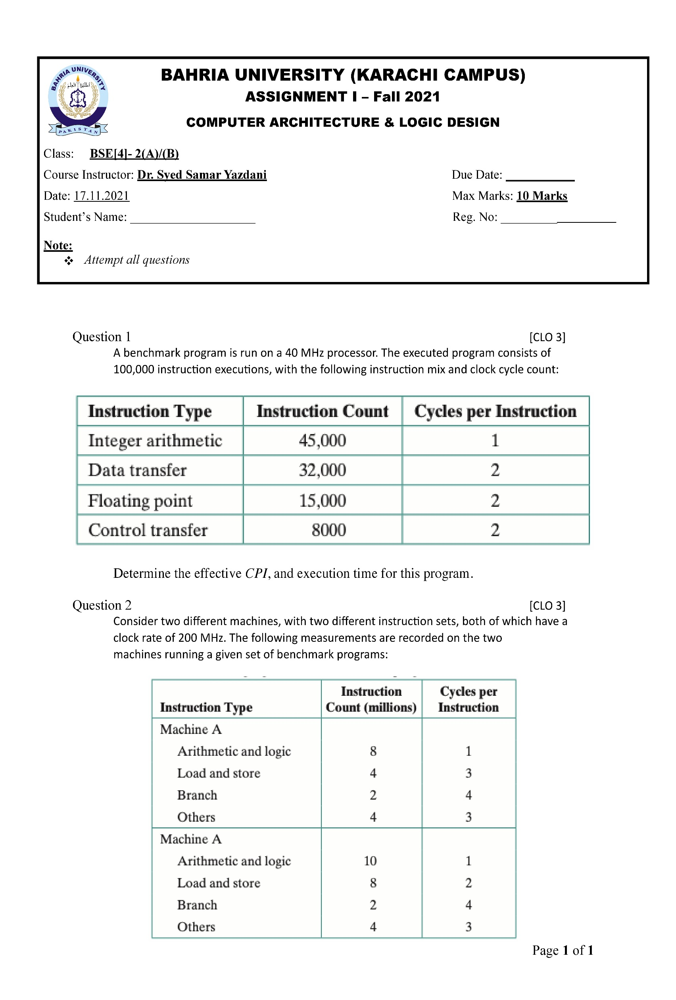 BAHRIA UNIVERSITY
اُطْلُبُوا الْعِلْمَ
PAKISTAN
BAHRIA UNIVERSITY (KARACHI CAMPUS)
ASSIGNMENT I – Fall 2021
COMPUTER ARCHITECTURE & LOGIC DESIGN
Class: BSE[4]- 2(A)/(B)
Course Instructor: Dr. Syed Samar Yazdani Due Date: ___________
Date: 17.11.2021 Max Marks: 10 Marks
Student’s Name: ____________________ Reg. No: __________________
Note:
❖ Attempt all questions
Question 1 [CLO 3]
A benchmark program is run on a 40 MHz processor. The executed program consists of
100,000 instruction executions, with the following instruction mix and clock cycle count:
Instruction Type Instruction Count Cycles per Instruction
Integer arithmetic 45,000 1
Data transfer 32,000 2
Floating point 15,000 2
Control transfer 8000 2
Determine the effective CPI, and execution time for this program.
Question 2 [CLO 3]
Consider two different machines, with two different instruction sets, both of which have a
clock rate of 200 MHz. The following measurements are recorded on the two
machines running a given set of benchmark programs:
Instruction Cycles per
Instruction Type Count (millions) Instruction
Machine A
Arithmetic and logic 8 1
Load and store 4 3
Branch 2 4
Others 4 3
Machine A
Arithmetic and logic 10 1
Load and store 8 2
Branch 2 4
Others 4 3
Page 1 of 1